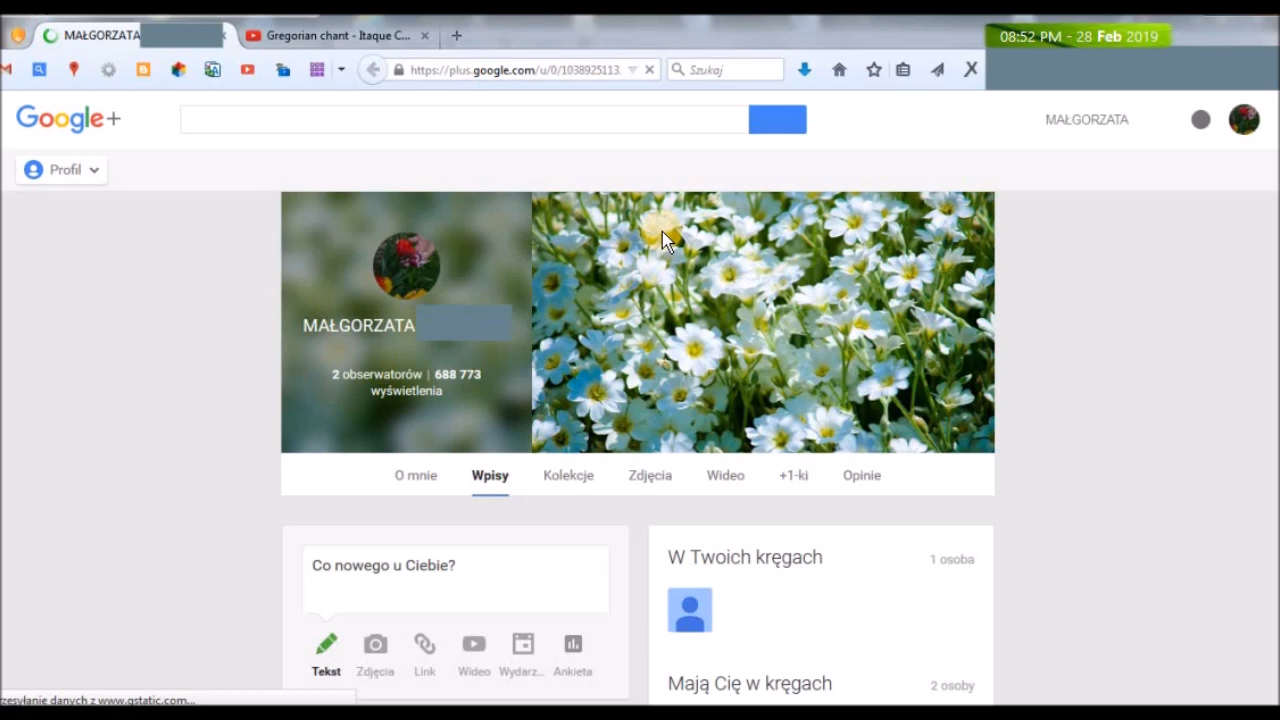 MAŁGORZATA
Gregorian chant - Itaque C...
08:52 PM - 28 Feb 2019
https://plus.google.com/u/0/1038925113
Szukaj
Google+
MAŁGORZATA
Profil
MAŁGORZATA
2 obserwatorów | 688 773
wyświetlenia
O mnie Wpisy Kolekcje Zdjęcia Wideo +1-ki Opinie
Co nowego u Ciebie?
Tekst Zdjęcia Link Wideo Wydarz... Ankieta
W Twoich kręgach
1 osoba
Mają Cię w kręgach
2 osoby
rzesyłanie danych z www.gstatic.com...